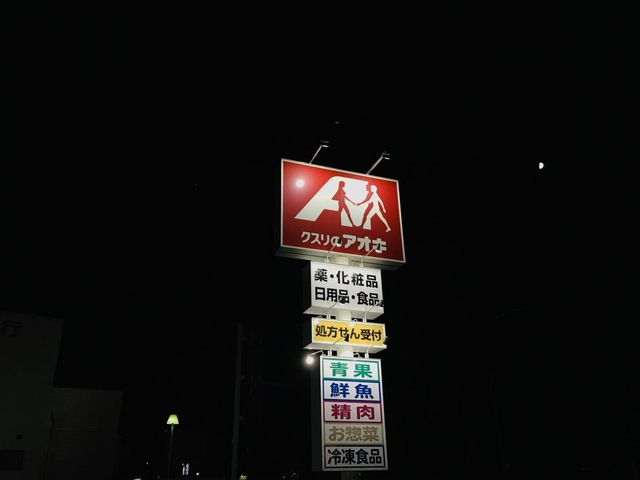 クスリのアオキ
薬・化粧品
日用品・食品
処方せん受付
青果
鮮魚
精肉
お惣菜
冷凍食品